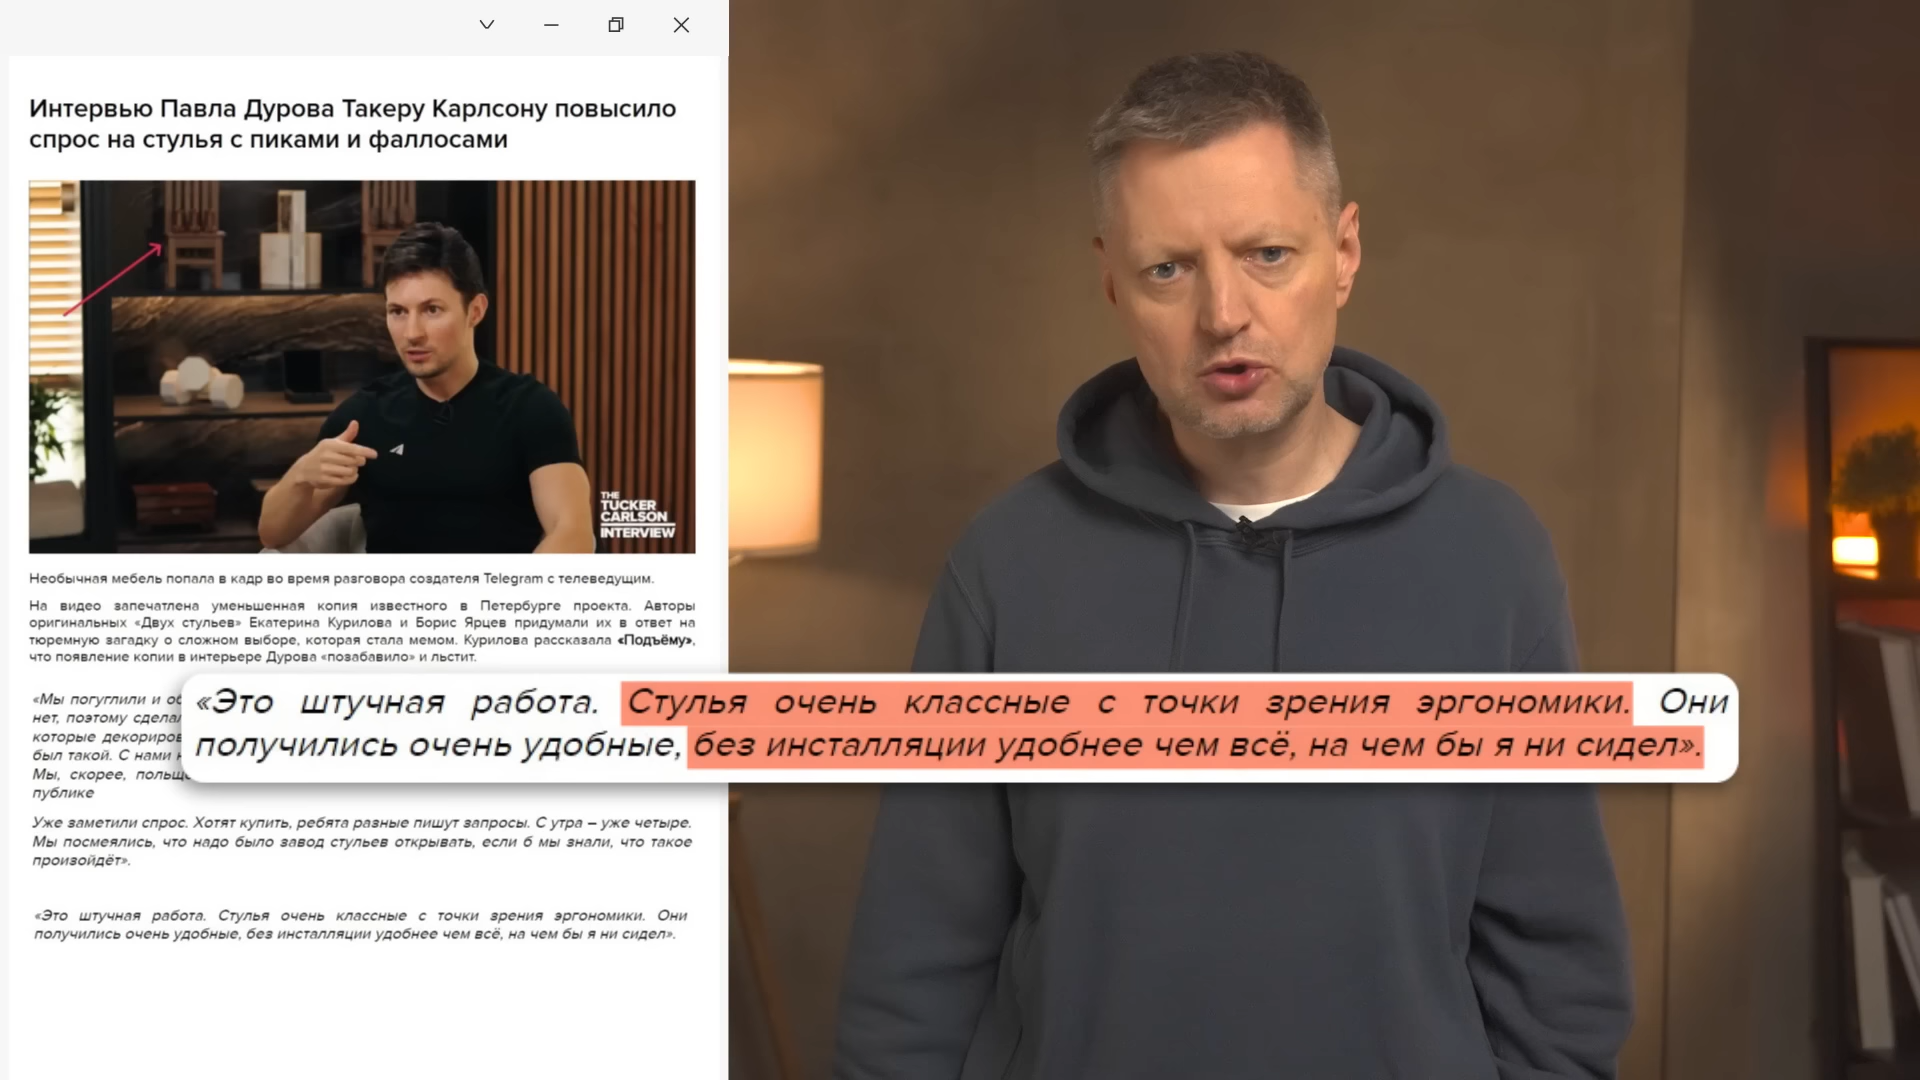 Интервью Павла Дурова Такеру Карлсону повысило
спрос на стулья с пиками и фаллосами
THE
TUCKER
CARLSON
INTERVIEW
Необычная мебель попала в кадр во время разговора создателя Telegram с телеведущим.
На видео запечатлена уменьшенная копия известного в Петербурге проекта. Авторы
оригинальных «Двух стульев» Екатерина Курилова и Борис Ярцев придумали их в ответ на
тюремную загадку о сложном выборе, которая стала мемом. Курилова рассказала «Подъёму»,
что появление копии в интерьере Дурова «позабавило» и льстит.
«Мы погуглили и
нет, поэтому сделал
которые декориров
был такой. С нами
Мы, скорее,
публике
«Это штучная работа. Стулья очень классные с точки зрения эргономики. Они
получились очень удобные, без инсталляции удобнее чем всё, на чем бы я ни сидел».
Уже заметили спрос. Хотят купить, ребята разные пишут запросы. С утра – уже четыре.
Мы посмеялись, что надо было завод стульев открывать, если б мы знали, что такое
произойдёт».
«Это штучная работа. Стулья очень классные с точки зрения эргономики. Они
получились очень удобные, без инсталляции удобнее чем всё, на чем бы я ни сидел».